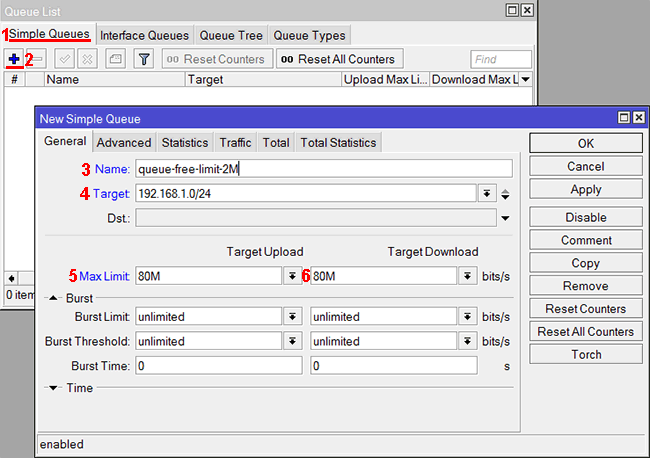 Queue List
1 Simple Queues Interface Queues Queue Tree Queue Types
2 00 Reset Counters 00 Reset All Counters Find
# Name Target Upload Max Li... Download Max L
New Simple Queue
General Advanced Statistics Traffic Total Total Statistics
3 Name: queue-free-limit-2M
4 Target: 192.168.1.0/24
Dst.:
Target Upload Target Download
5 Max Limit: 80M 6 80M bits/s
Burst
Burst Limit: unlimited unlimited bits/s
Burst Threshold: unlimited unlimited bits/s
Burst Time: 0 0 s
Time
OK
Cancel
Apply
Disable
Comment
Copy
Remove
Reset Counters
Reset All Counters
Torch
0 item
enabled